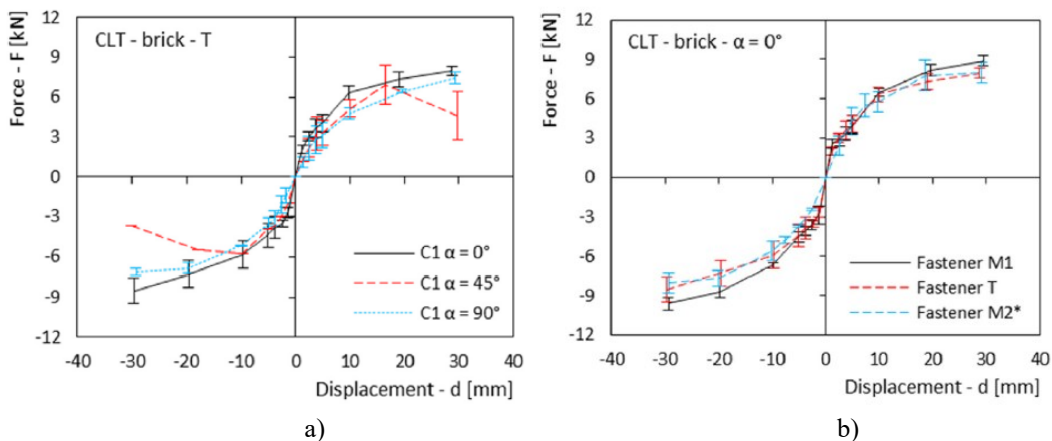 CLT - brick - T
Force - F [kN]
12
9
6
3
0
-3
-6
-9
-12
C1 α = 0°
C1 α = 45°
C1 α = 90°
-40 -30 -20 -10 0 10 20 30 40
Displacement - d [mm]
a)
CLT - brick - α = 0°
Force - F [kN]
12
9
6
3
0
-3
-6
-9
-12
Fastener M1
Fastener T
Fastener M2*
-40 -30 -20 -10 0 10 20 30 40
Displacement - d [mm]
b)